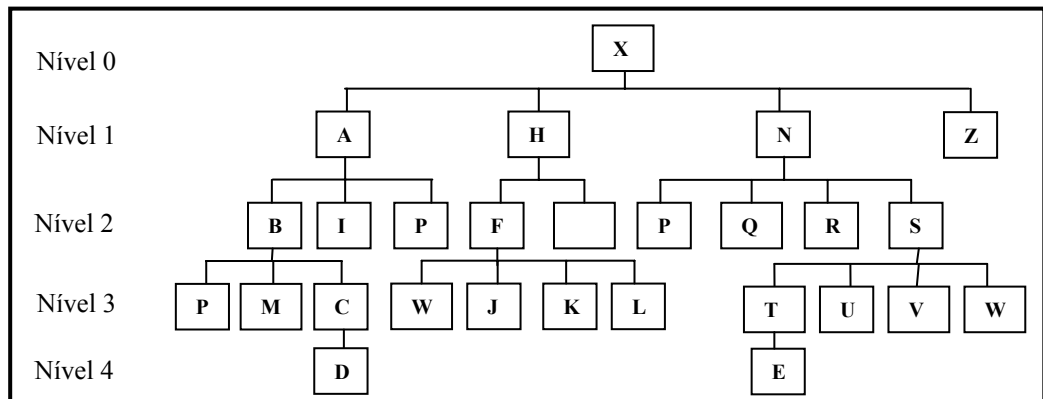 Nível 0 X
Nível 1 A H N Z
Nível 2 B I P F P Q R S
Nível 3 P M C W J K L T U V W
Nível 4 D E